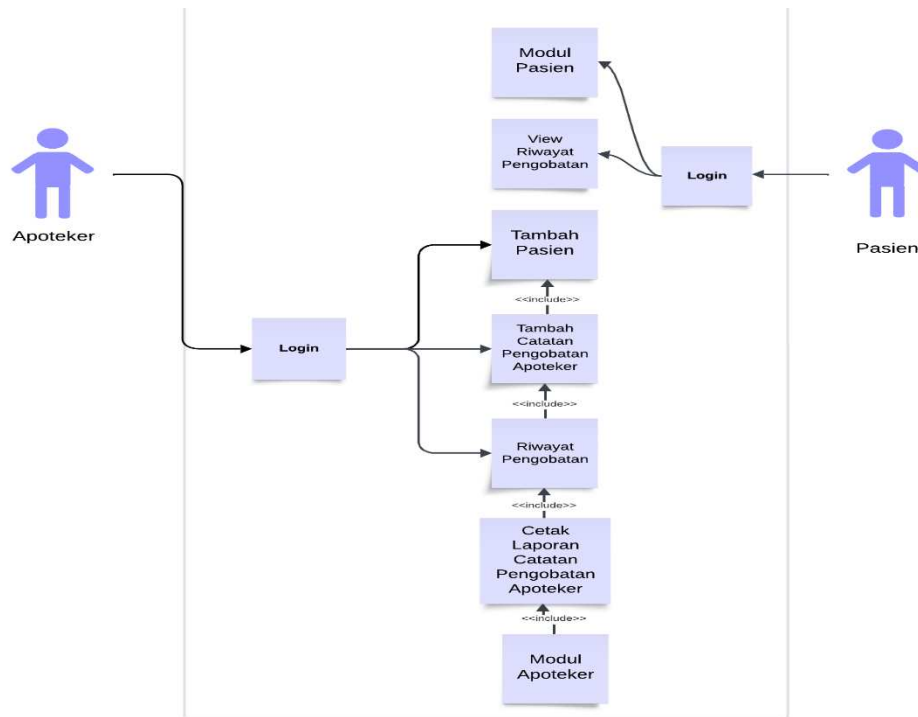 Modul
Pasien
View
Riwayat
Pengobatan
Login
Apoteker
Pasien
Tambah
Pasien
<<include>>
Tambah
Catatan
Pengobatan
Apoteker
Login
<<include>>
Riwayat
Pengobatan
<<include>>
Cetak
Laporan
Catatan
Pengobatan
Apoteker
<<include>>
Modul
Apoteker